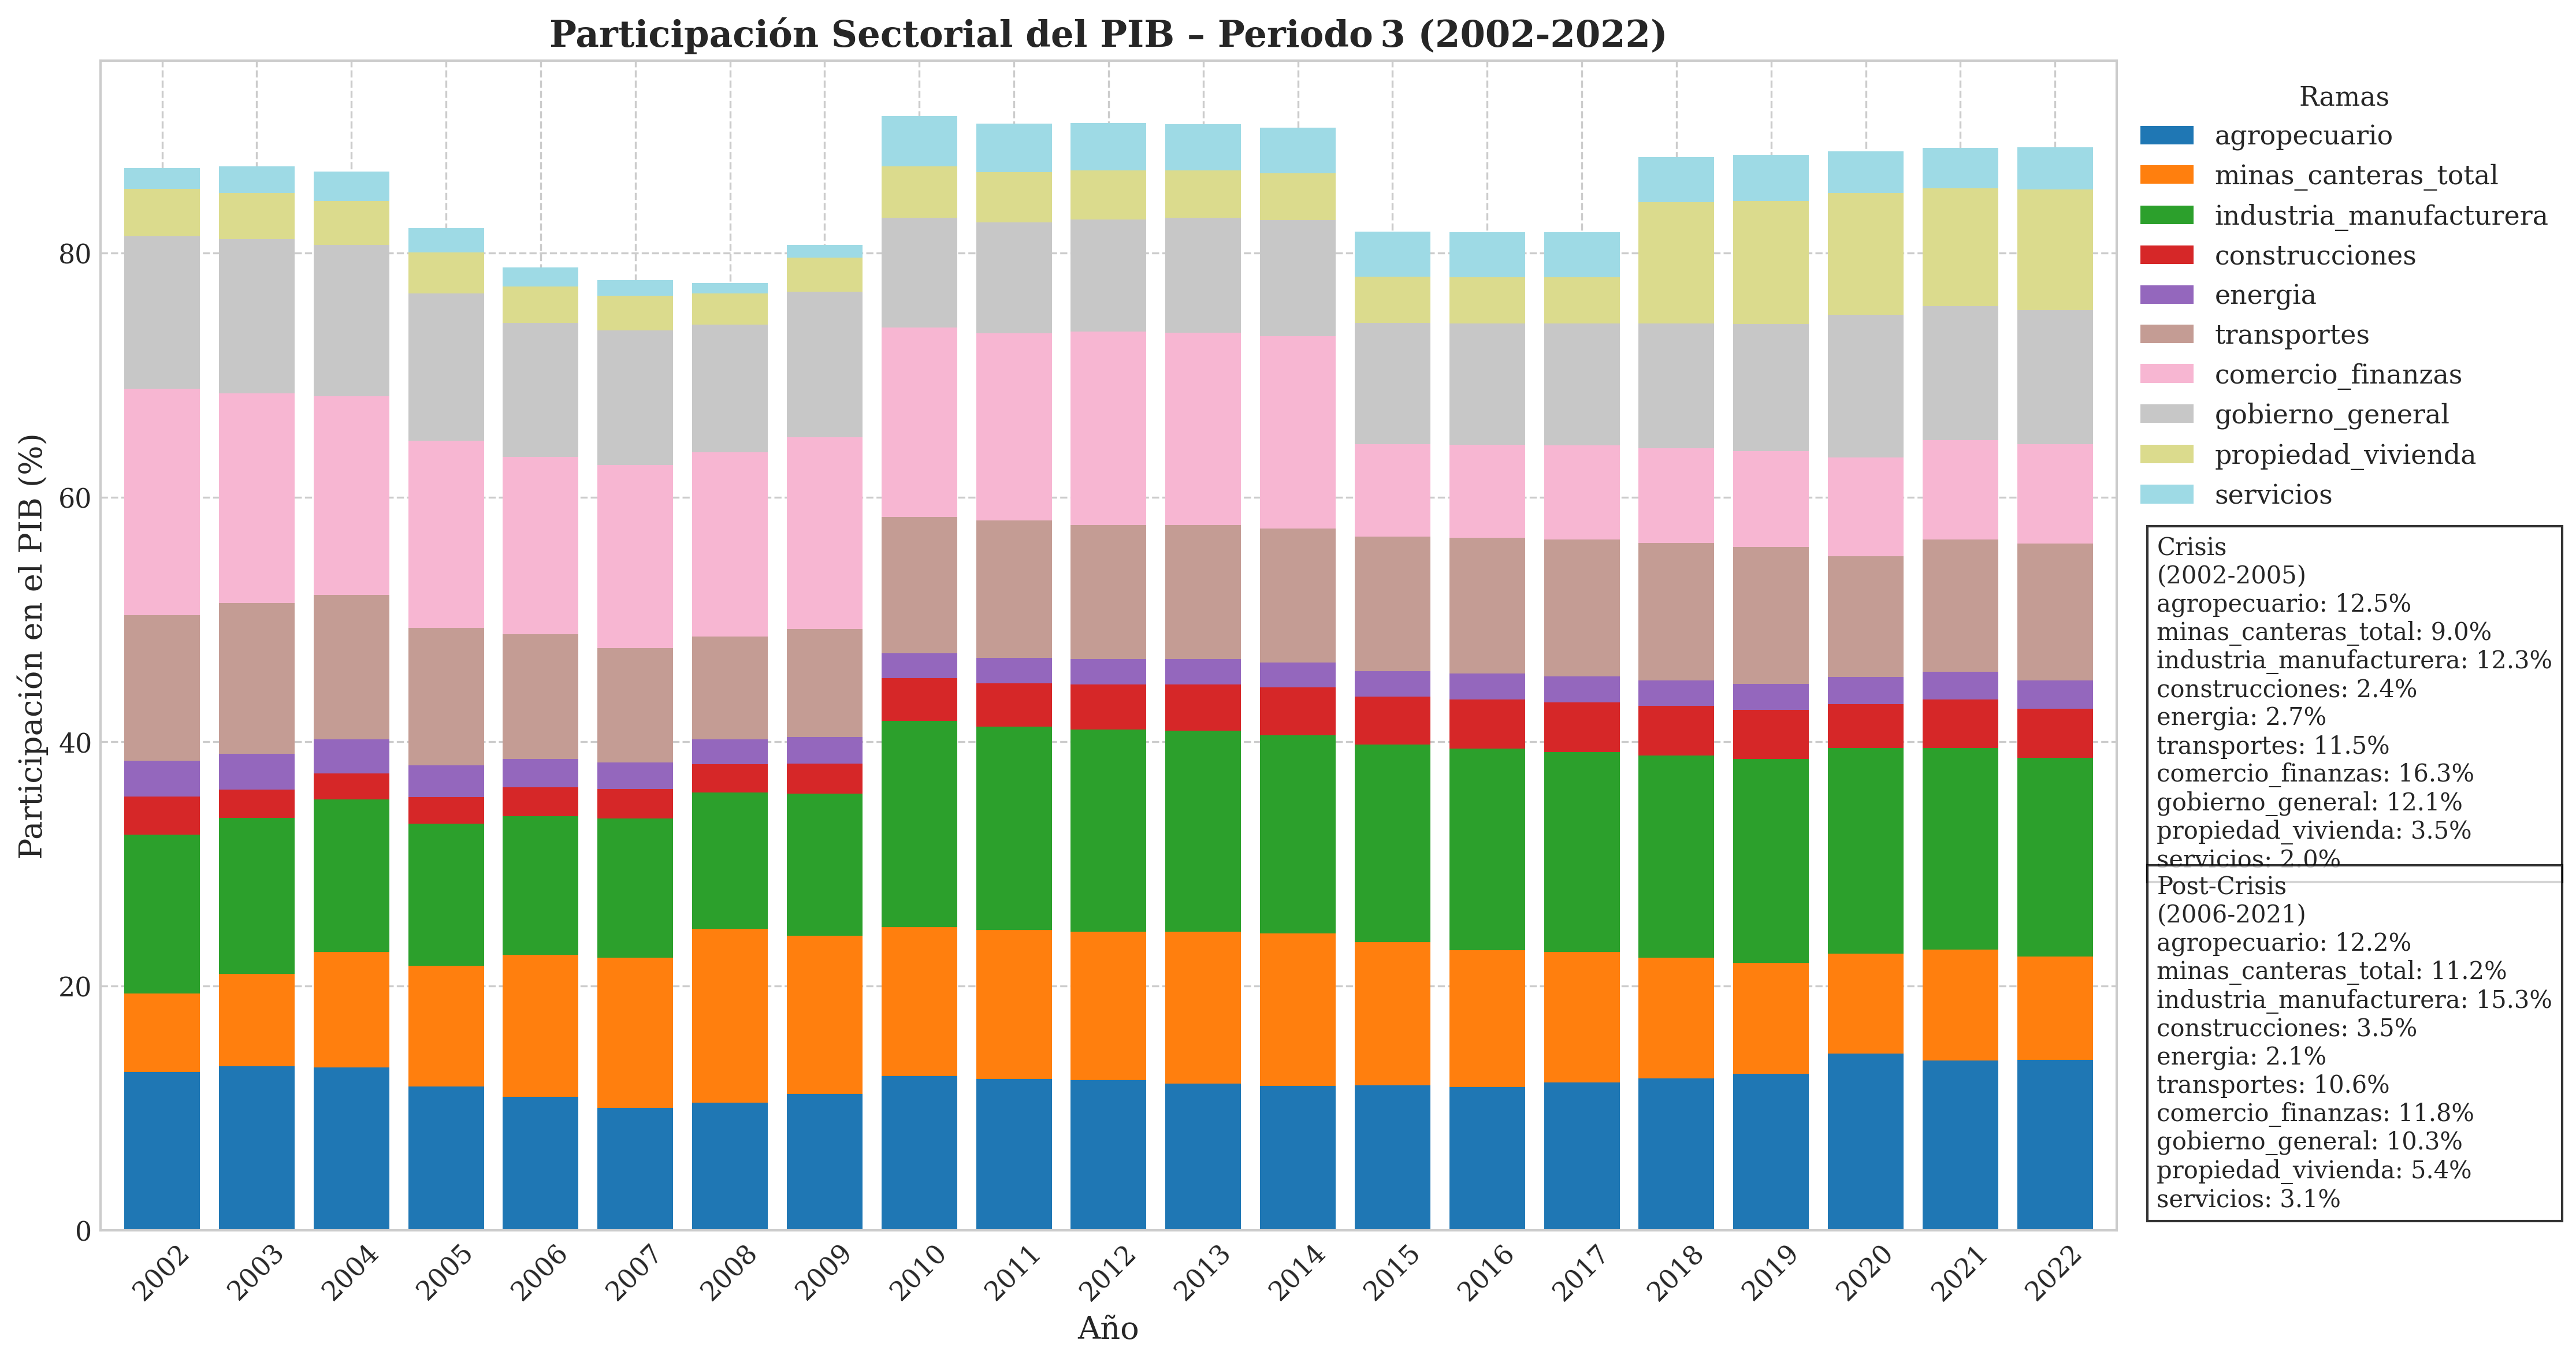 Participación Sectorial del PIB – Periodo 3 (2002-2022)
Participación en el PIB (%)
80
60
40
20
0
2002
2003
2004
2005
2006
2007
2008
2009
2010
2011
2012
2013
2014
2015
2016
2017
2018
2019
2020
2021
2022
Año
Ramas
agropecuario
minas_canteras_total
industria_manufacturera
construcciones
energia
transportes
comercio_finanzas
gobierno_general
propiedad_vivienda
servicios
Crisis
(2002-2005)
agropecuario: 12.5%
minas_canteras_total: 9.0%
industria_manufacturera: 12.3%
construcciones: 2.4%
energia: 2.7%
transportes: 11.5%
comercio_finanzas: 16.3%
gobierno_general: 12.1%
propiedad_vivienda: 3.5%
servicios: 2.0%
Post-Crisis
(2006-2021)
agropecuario: 12.2%
minas_canteras_total: 11.2%
industria_manufacturera: 15.3%
construcciones: 3.5%
energia: 2.1%
transportes: 10.6%
comercio_finanzas: 11.8%
gobierno_general: 10.3%
propiedad_vivienda: 5.4%
servicios: 3.1%